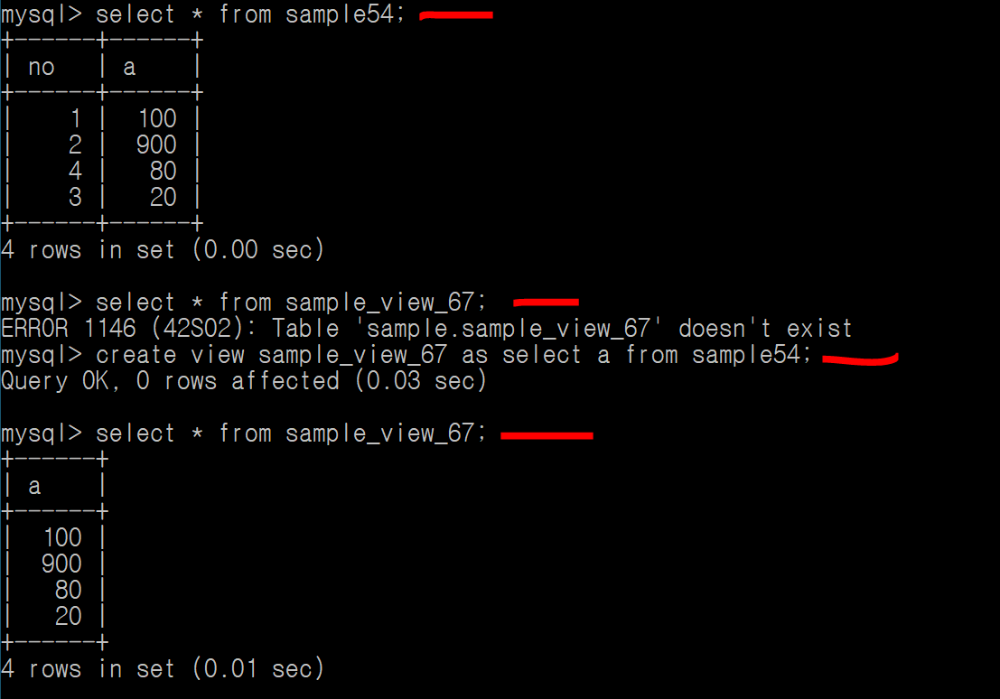 mysql> select * from sample54;
+------+------+
| no   | a    |
+------+------+
|    1 |  100 |
|    2 |  900 |
|    4 |   80 |
|    3 |   20 |
+------+------+
4 rows in set (0.00 sec)
mysql> select * from sample_view_67;
ERROR 1146 (42S02): Table 'sample.sample_view_67' doesn't exist
mysql> create view sample_view_67 as select a from sample54;
Query OK, 0 rows affected (0.03 sec)
mysql> select * from sample_view_67;
+------+
| a    |
+------+
|  100 |
|  900 |
|   80 |
|   20 |
+------+
4 rows in set (0.01 sec)